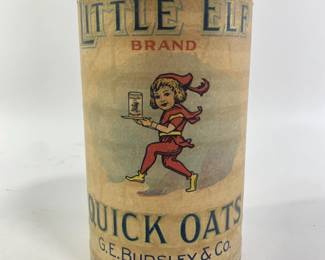 LITTLE ELF
BRAND
QUICK OATS
G.E. BURSLEY & CO.